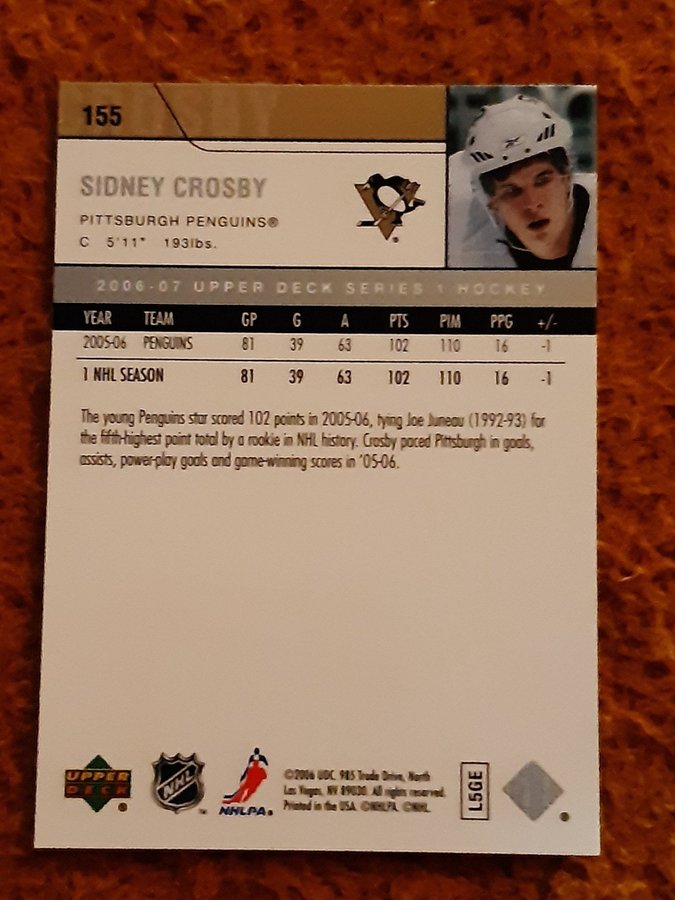 155
SIDNEY CROSBY
PITTSBURGH PENGUINS®
C 5'11" 193lbs.
2006-07 UPPER DECK SERIES 1 HOCKEY
YEAR TEAM GP G A PTS PIM PPG +/-
2005-06 PENGUINS 81 39 63 102 110 16 -1
1 NHL SEASON 81 39 63 102 110 16 -1
The young Penguins star scored 102 points in 2005-06, tying Joe Juneau (1992-93) for
the fifth-highest point total by a rookie in NHL history. Crosby paced Pittsburgh in goals,
assists, power-play goals and game-winning scores in '05-06.
UPPER
DECK
®
NHL
NHLPA
©2006 UDC. 985 Trade Drive, North
Las Vegas, NV 89030. All rights reserved.
Printed in the USA. ©NHLPA. ©NHL.
L5GE